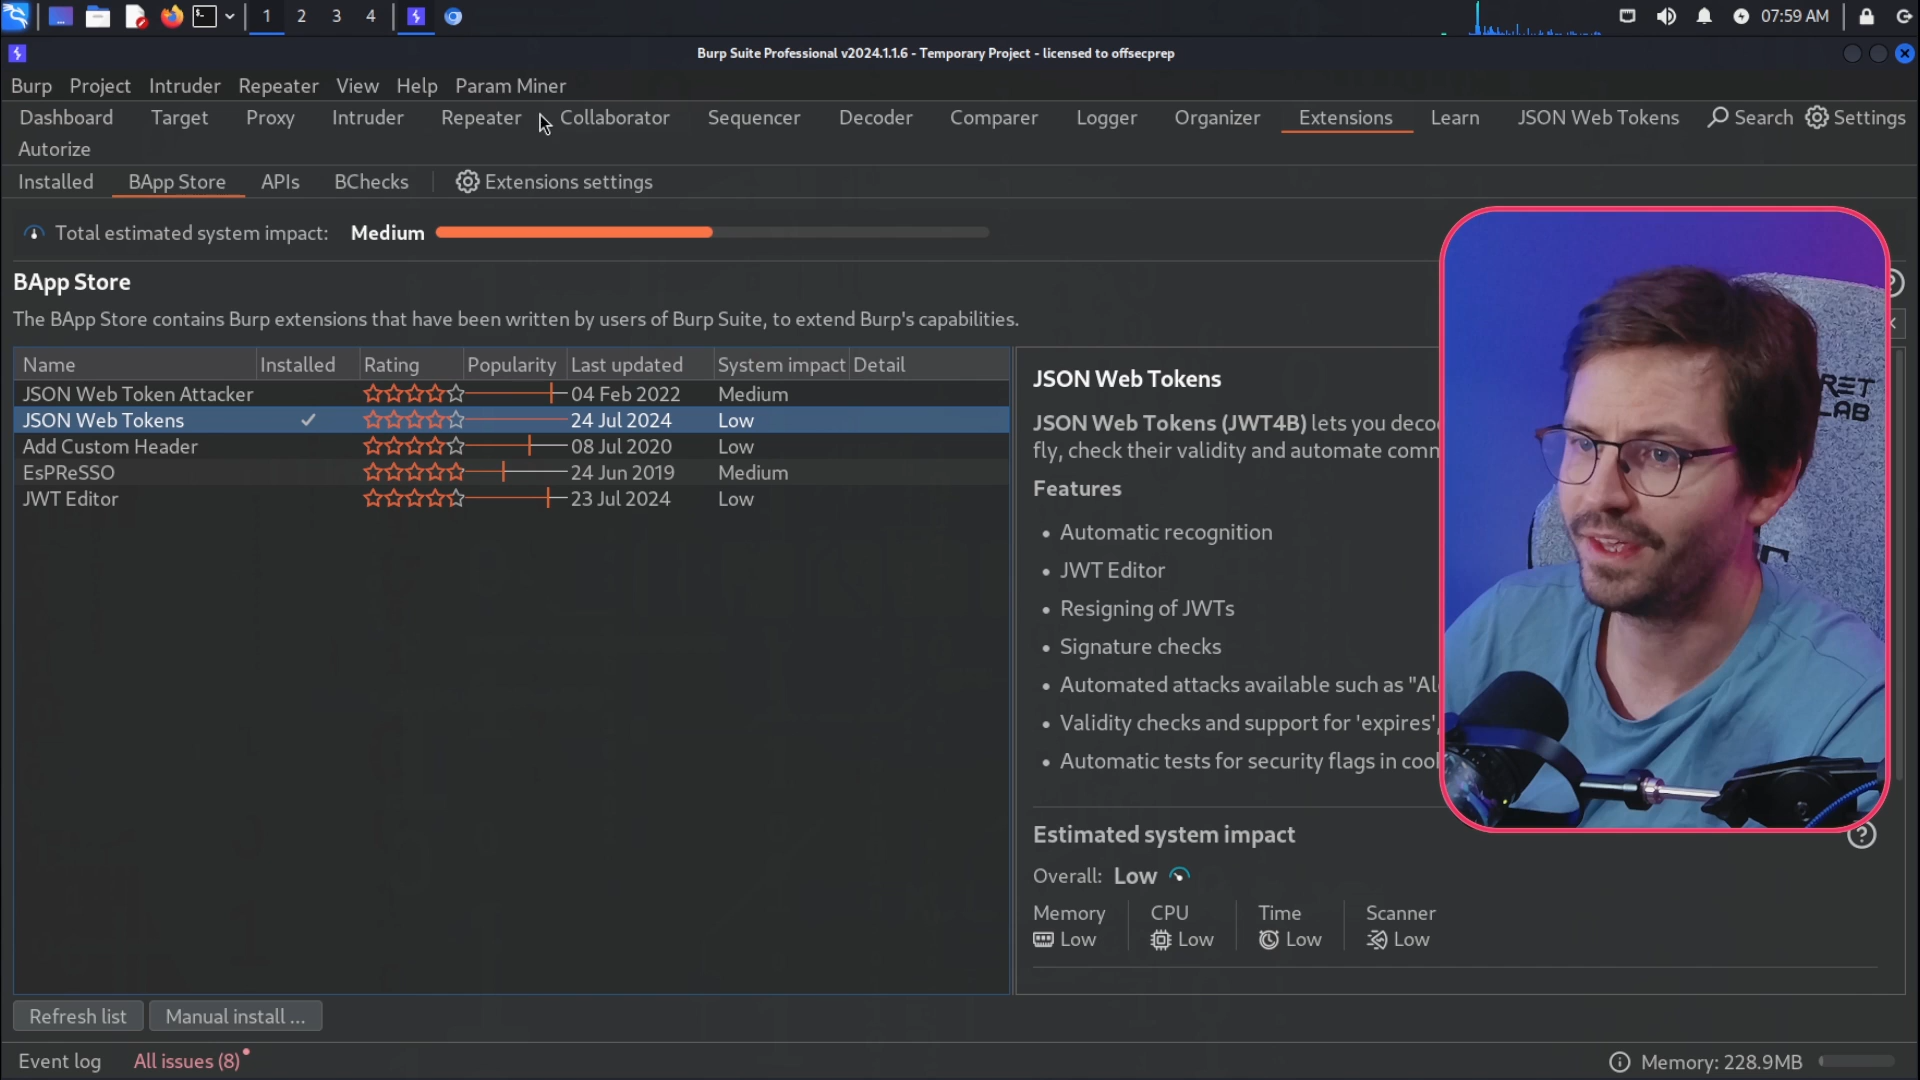 1 2 3 4 07:59 AM
Burp Suite Professional v2024.1.1.6 - Temporary Project - licensed to offsecprep
Burp Project Intruder Repeater View Help Param Miner
Dashboard Target Proxy Intruder Repeater Collaborator Sequencer Decoder Comparer Logger Organizer Extensions Learn JSON Web Tokens Search Settings
Autorize
Installed BApp Store APIs BChecks Extensions settings
Total estimated system impact: Medium
BApp Store
The BApp Store contains Burp extensions that have been written by users of Burp Suite, to extend Burp's capabilities.
Name Installed Rating Popularity Last updated System impact Detail
JSON Web Token Attacker 04 Feb 2022 Medium
JSON Web Tokens 24 Jul 2024 Low
Add Custom Header 08 Jul 2020 Low
EsPReSSO 24 Jun 2019 Medium
JWT Editor 23 Jul 2024 Low
JSON Web Tokens
JSON Web Tokens (JWT4B) lets you deco
fly, check their validity and automate comm
Features
• Automatic recognition
• JWT Editor
• Resigning of JWTs
• Signature checks
• Automated attacks available such as "Al
• Validity checks and support for 'expires',
• Automatic tests for security flags in cook
RET
LAB
Estimated system impact
Overall: Low
Memory CPU Time Scanner
Low Low Low Low
Refresh list Manual install ...
Event log All issues (8) Memory: 228.9MB